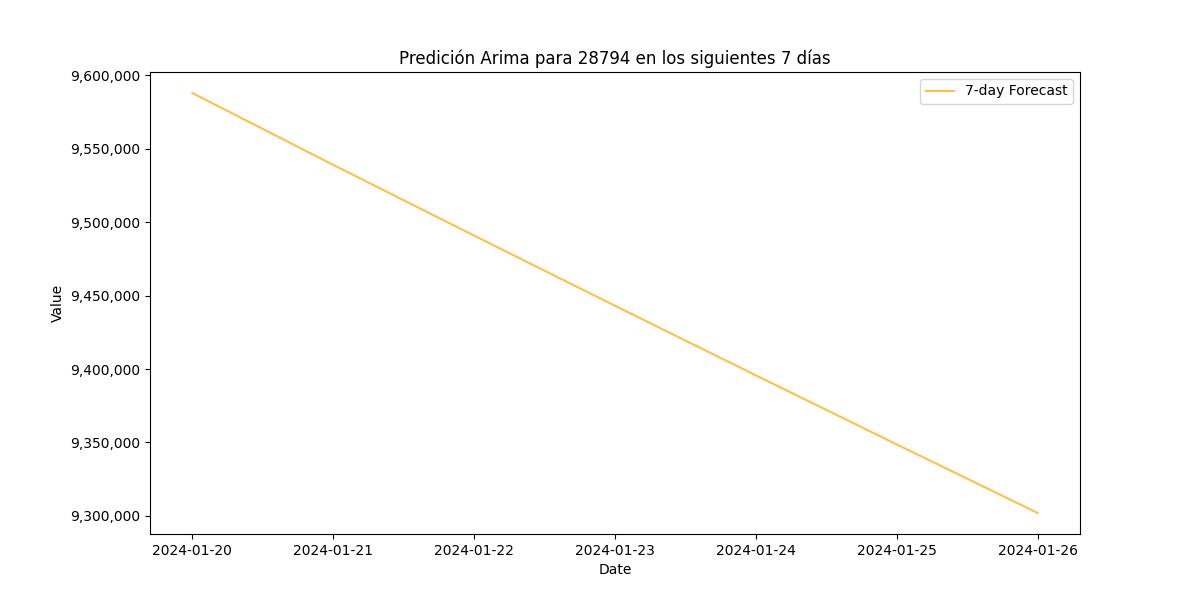 Predición Arima para 28794 en los siguientes 7 días
7-day Forecast
Value
9,600,000
9,550,000
9,500,000
9,450,000
9,400,000
9,350,000
9,300,000
2024-01-20 2024-01-21 2024-01-22 2024-01-23 2024-01-24 2024-01-25 2024-01-26
Date